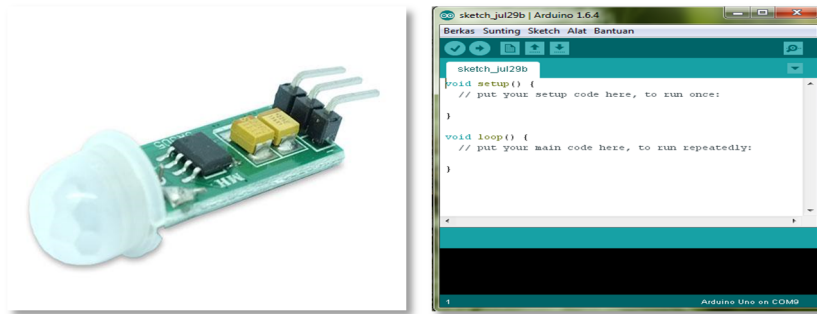 sketch_jul29b | Arduino 1.6.4
Berkas Sunting Sketch Alat Bantuan
sketch_jul29b
void setup() {
// put your setup code here, to run once:
}
void loop() {
// put your main code here, to run repeatedly:
}
1
Arduino Uno on COM9